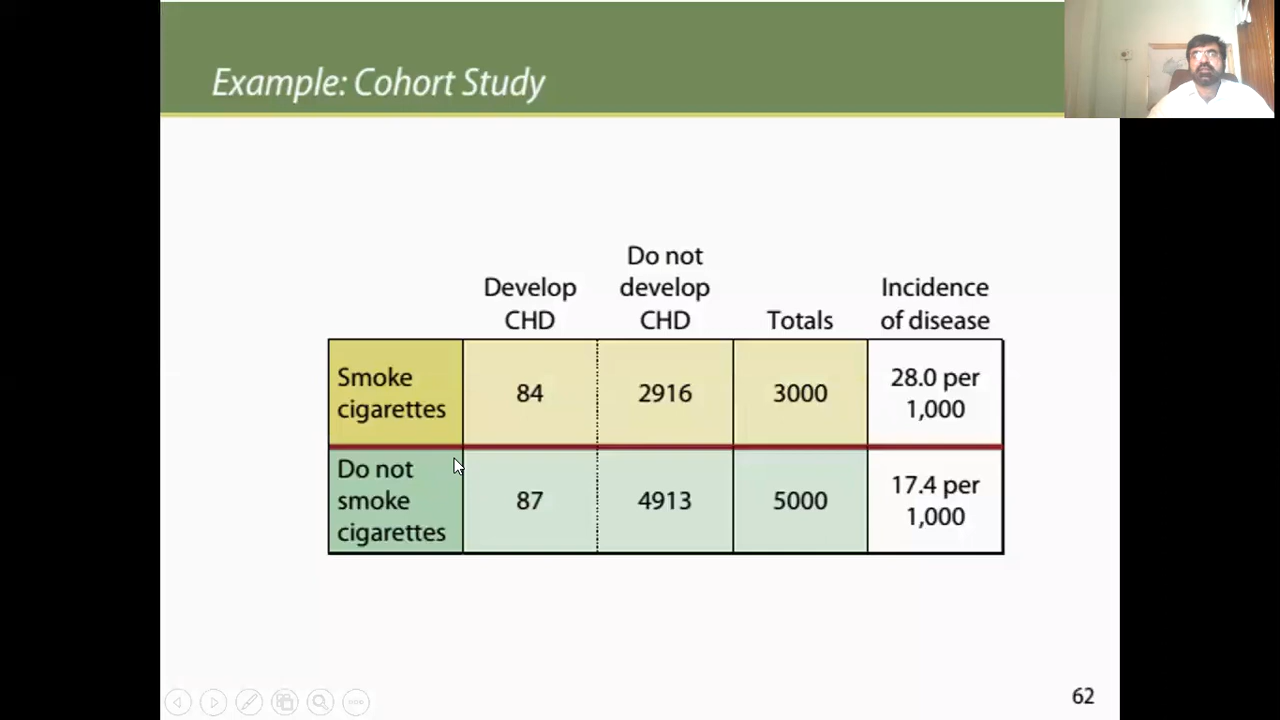 Example: Cohort Study
Do not
Develop develop Incidence
CHD CHD Totals of disease
Smoke
cigarettes
84
2916
3000
28.0 per
1,000
Do not
smoke
cigarettes
87
4913
5000
17.4 per
1,000
62